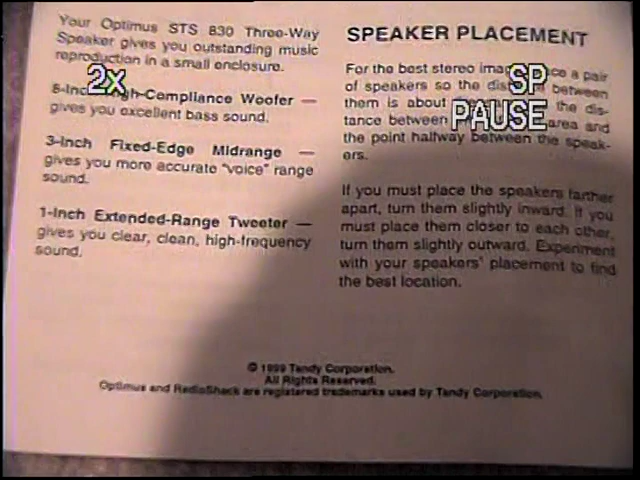 Your Optimus STS 830 Three-Way
Speaker gives you outstanding music
reproduction in a small enclosure.
2x
8-Inch High-Compliance Woofer —
gives you excellent bass sound.
3-Inch Fixed-Edge Midrange —
gives you more accurate "voice" range
sound.
1-Inch Extended-Range Tweeter —
gives you clear, clean, high-frequency
sound.
SPEAKER PLACEMENT
For the best stereo a pair
of speakers so the between
them is about the dis-
tance between area and
the point halfway between the speak-
ers.
SP
PAUSE
If you must place the speakers farther
apart, turn them slightly inward. If you
must place them closer to each other,
turn them slightly outward. Experiment
with your speakers' placement to find
the best location.
© 1999 Tandy Corporation.
All Rights Reserved.
Optimus and RadioShack are registered trademarks used by Tandy Corporation.